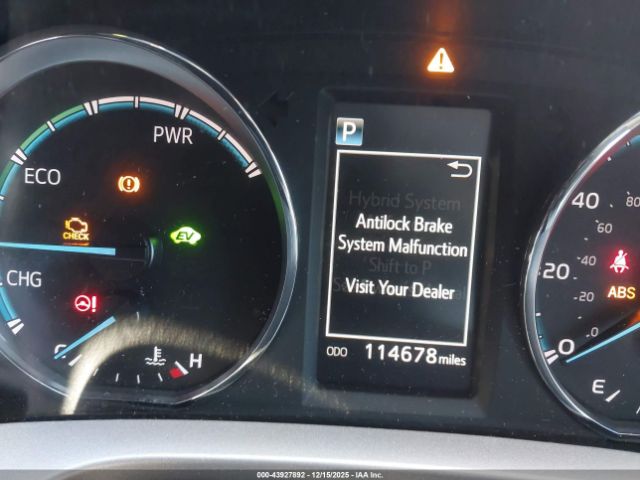 PWR
ECO
CHECK
EV
CHG
C
H
P
Hybrid System
Antilock Brake
System Malfunction
Shift to P
Visit Your Dealer
ODO 114678 miles
40
80
60
40
20
20
0
0
ABS
E
000-43927892 - 12/15/2025 - IAA Inc.